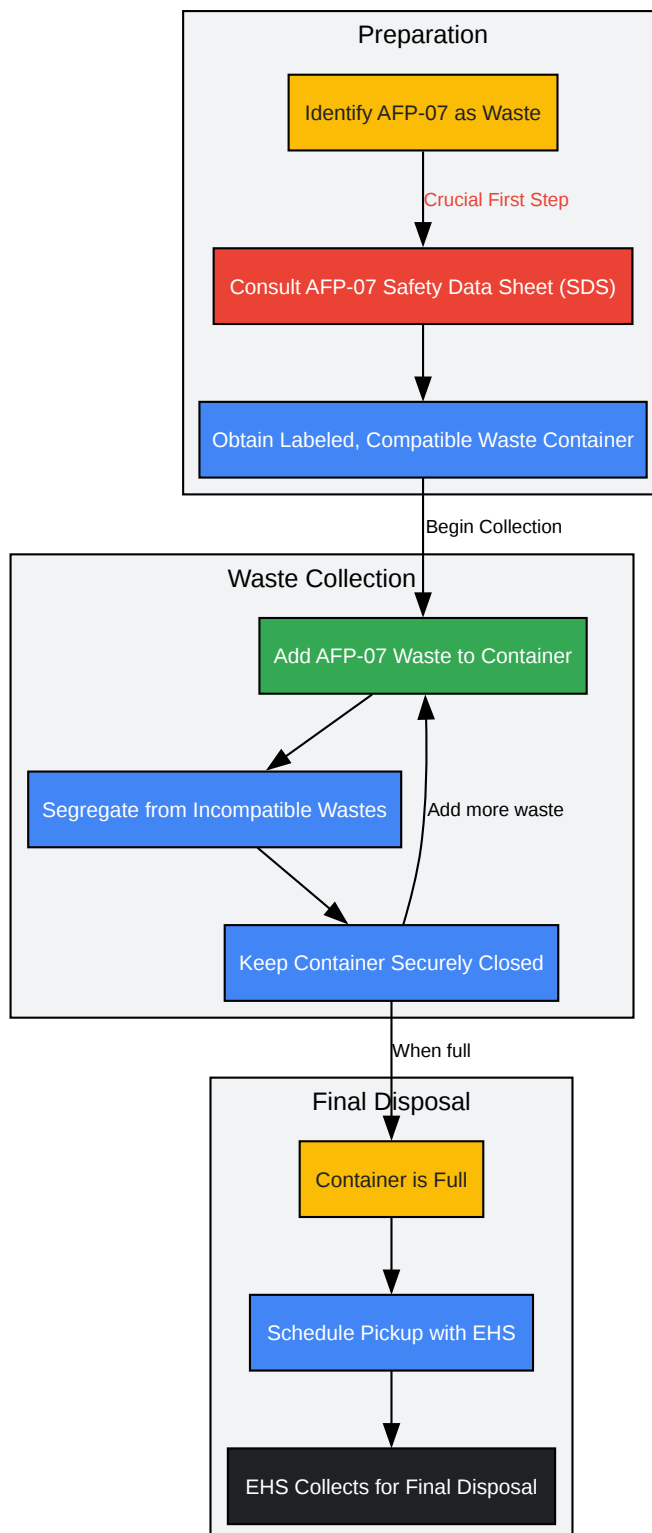 Preparation
Identify AFP-07 as Waste
Crucial First Step
Consult AFP-07 Safety Data Sheet (SDS)
Obtain Labeled, Compatible Waste Container
Begin Collection
Waste Collection
Add AFP-07 Waste to Container
Segregate from Incompatible Wastes
Add more waste
Keep Container Securely Closed
When full
Final Disposal
Container is Full
Schedule Pickup with EHS
EHS Collects for Final Disposal